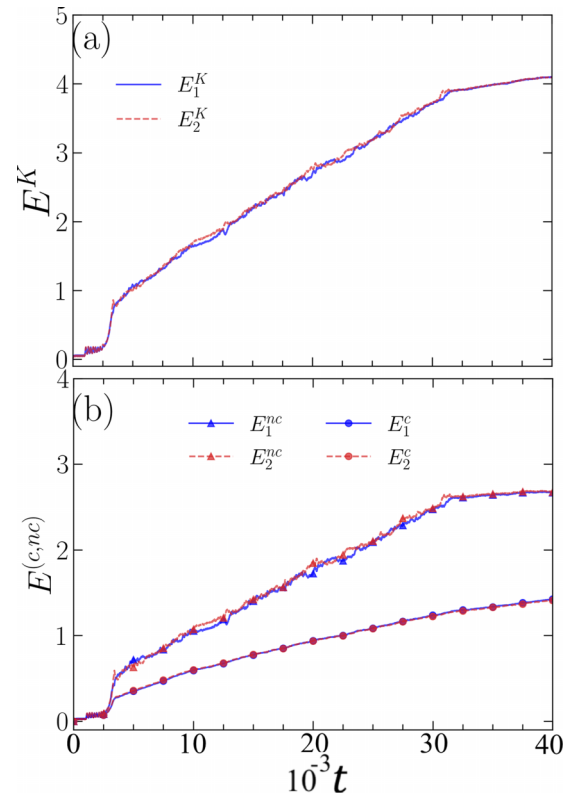 (a)
5
4
3
2
1
0
E^K
E_1^K
E_2^K
(b)
4
3
2
1
0
E^{(c,nc)}
E_1^{nc} E_1^c
E_2^{nc} E_2^c
0 10 20 30 40
10^{-3}t